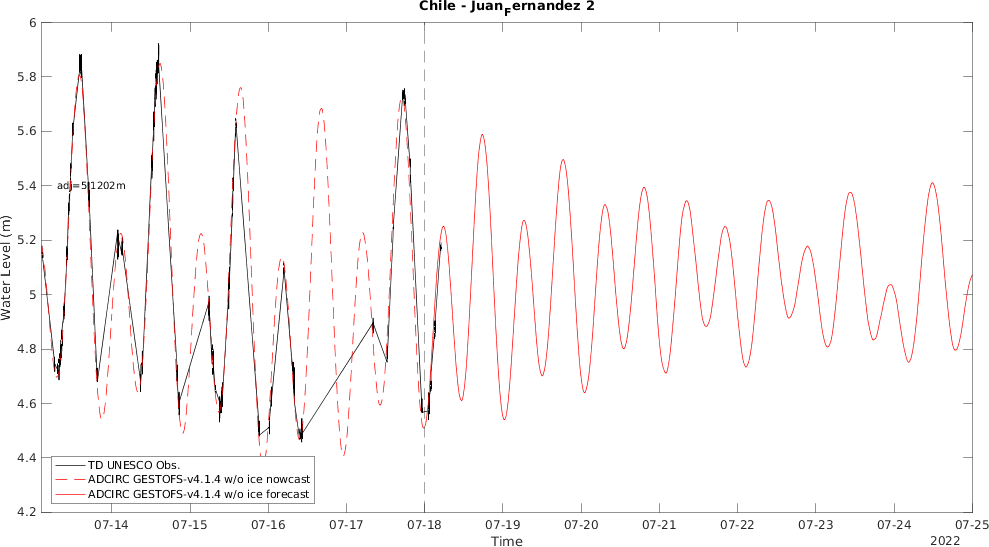 Chile - Juan_Fernandez 2
6
5.8
5.6
5.4
5.2
5
4.8
4.6
4.4
4.2
Water Level (m)
adj=5.1202m
TD UNESCO Obs.
ADCIRC GESTOFS-v4.1.4 w/o ice nowcast
ADCIRC GESTOFS-v4.1.4 w/o ice forecast
07-14 07-15 07-16 07-17 07-18 07-19 07-20 07-21 07-22 07-23 07-24 07-25
Time
2022